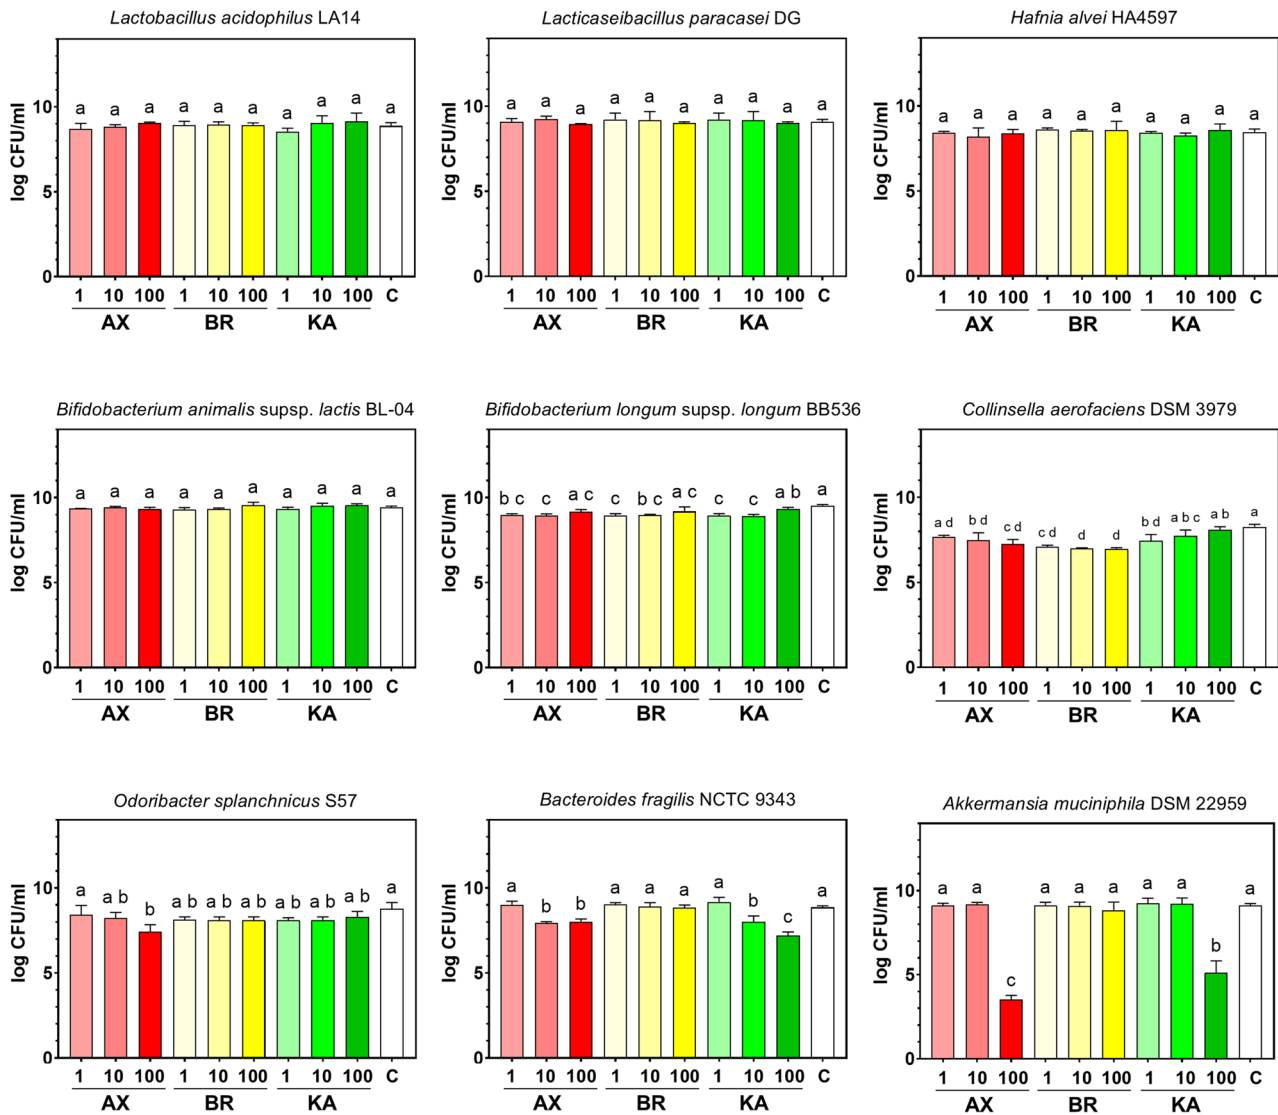 Lactobacillus acidophilus LA14
log CFU/ml
10
5
0
a a a a a a a a a a
1 10 100 1 10 100 1 10 100 C
AX BR KA
Lacticaseibacillus paracasei DG
log CFU/ml
10
5
0
a a a a a a a a a a
1 10 100 1 10 100 1 10 100 C
AX BR KA
Hafnia alvei HA4597
log CFU/ml
10
5
0
a a a a a a a a a a
1 10 100 1 10 100 1 10 100 C
AX BR KA
Bifidobacterium animalis supsp. lactis BL-04
log CFU/ml
10
5
0
a a a a a a a a a a
1 10 100 1 10 100 1 10 100 C
AX BR KA
Bifidobacterium longum supsp. longum BB536
log CFU/ml
10
5
0
b c c a c c b c a c c c a b a
1 10 100 1 10 100 1 10 100 C
AX BR KA
Collinsella aerofaciens DSM 3979
log CFU/ml
10
5
0
a d b d c d c d d d b d a b c a b a
1 10 100 1 10 100 1 10 100 C
AX BR KA
Odoribacter splanchnicus S57
log CFU/ml
10
5
0
a a b b a b a b a b a b a b a b a
1 10 100 1 10 100 1 10 100 C
AX BR KA
Bacteroides fragilis NCTC 9343
log CFU/ml
10
5
0
a b b a a a a b c a
1 10 100 1 10 100 1 10 100 C
AX BR KA
Akkermansia muciniphila DSM 22959
log CFU/ml
10
5
0
a a c a a a a a b a
1 10 100 1 10 100 1 10 100 C
AX BR KA